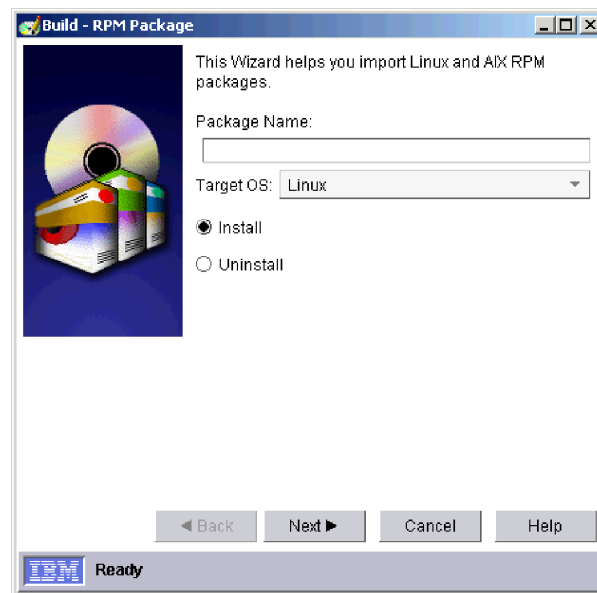 Build - RPM Package
This Wizard helps you import Linux and AIX RPM
packages.
Package Name:
Target OS: Linux
Install
Uninstall
Back Next Cancel Help
IBM Ready